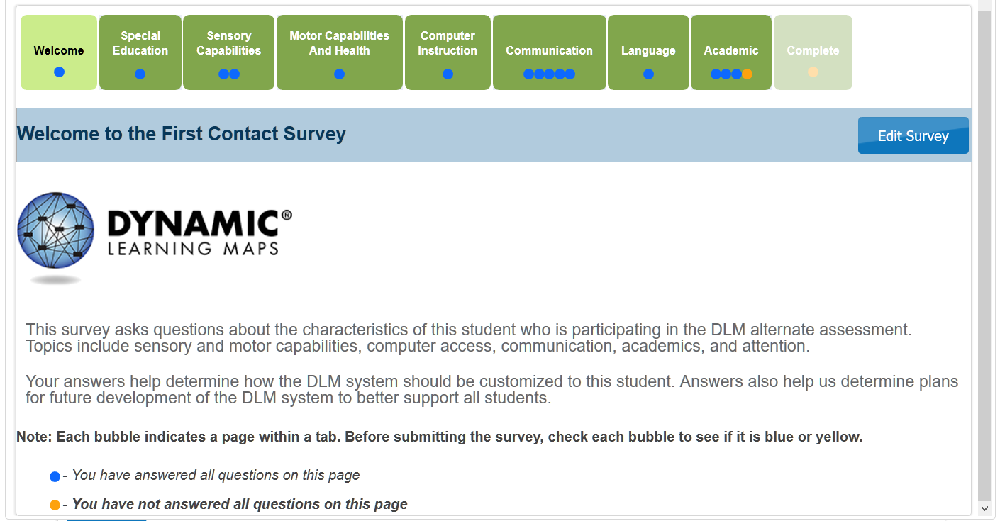 Welcome
Special
Education
Sensory
Capabilities
Motor Capabilities
And Health
Computer
Instruction
Communication
Language
Academic
Complete
Welcome to the First Contact Survey
Edit Survey
DYNAMIC®
LEARNING MAPS
This survey asks questions about the characteristics of this student who is participating in the DLM alternate assessment.
Topics include sensory and motor capabilities, computer access, communication, academics, and attention.
Your answers help determine how the DLM system should be customized to this student. Answers also help us determine plans
for future development of the DLM system to better support all students.
Note: Each bubble indicates a page within a tab. Before submitting the survey, check each bubble to see if it is blue or yellow.
- You have answered all questions on this page
- You have not answered all questions on this page